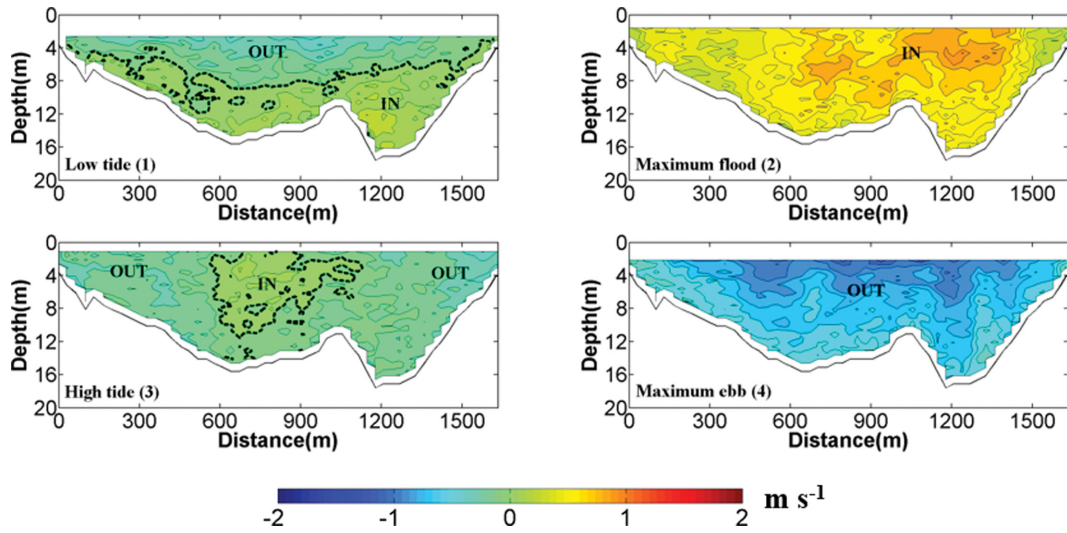 0
4
8
12
16
20
Depth(m)
OUT
IN
Low tide (1)
0 300 600 900 1200 1500
Distance(m)
0
4
8
12
16
20
Depth(m)
IN
Maximum flood (2)
0 300 600 900 1200 1500
Distance(m)
0
4
8
12
16
20
Depth(m)
OUT IN OUT
High tide (3)
0 300 600 900 1200 1500
Distance(m)
0
4
8
12
16
20
Depth(m)
OUT
Maximum ebb (4)
0 300 600 900 1200 1500
Distance(m)
-2 -1 0 1 2
m s-1